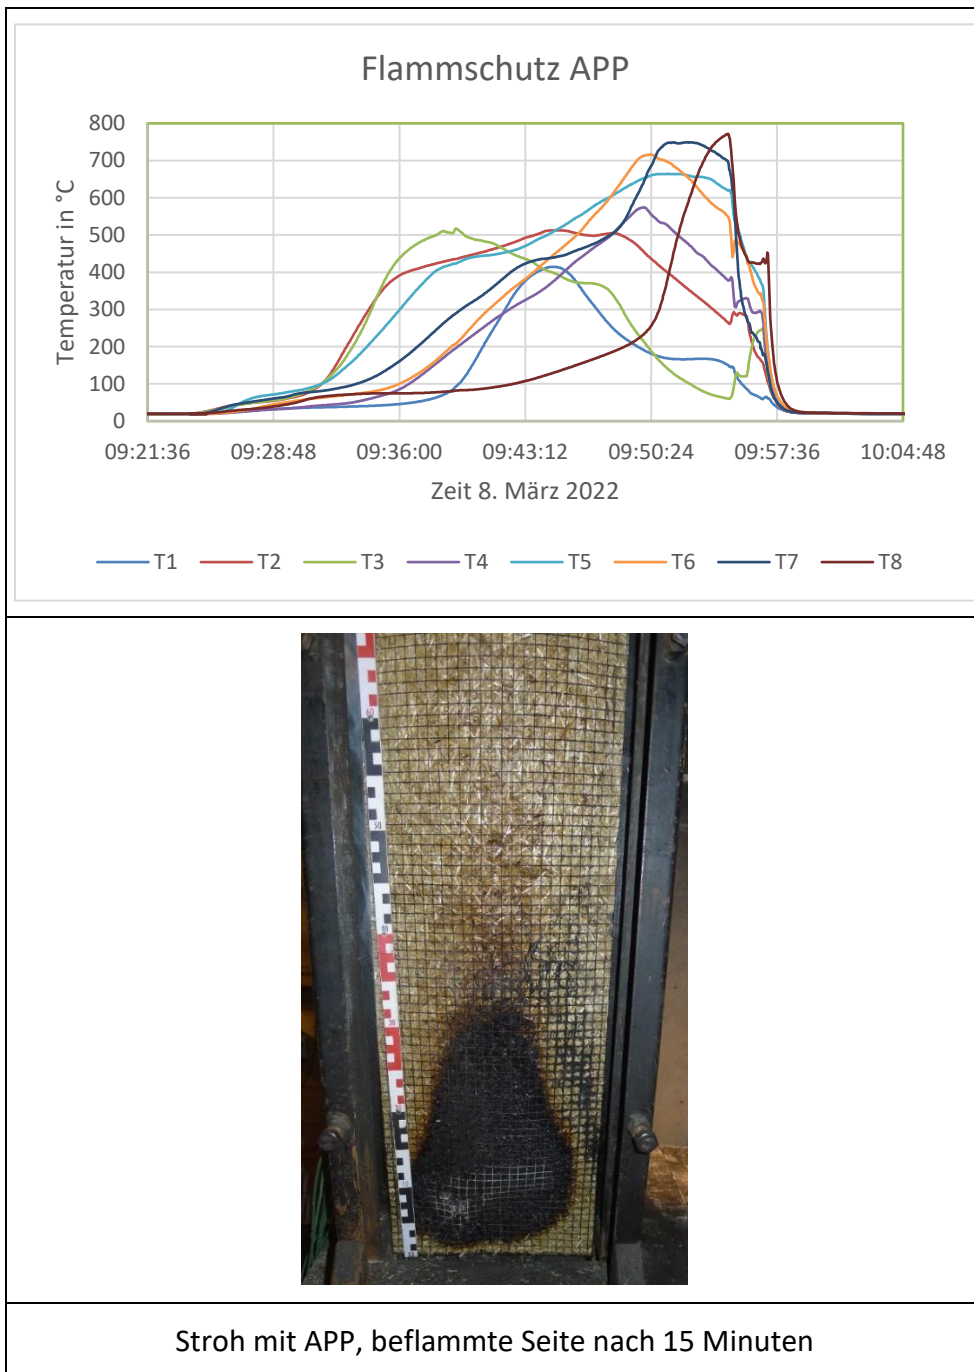 Flammschutz APP
Temperatur in °C
800
700
600
500
400
300
200
100
0
09:21:36 09:28:48 09:36:00 09:43:12 09:50:24 09:57:36 10:04:48
Zeit 8. März 2022
T1 T2 T3 T4 T5 T6 T7 T8
60
50
Stroh mit APP, beflammte Seite nach 15 Minuten